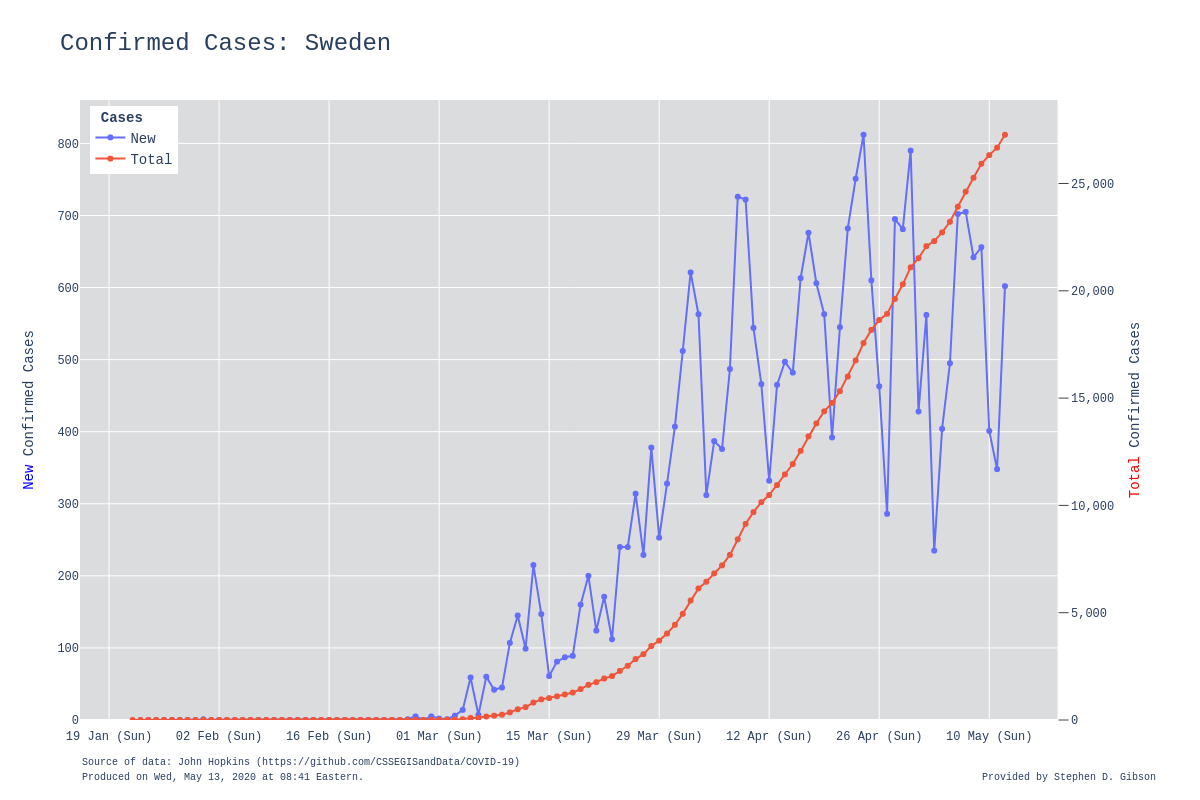 Confirmed Cases: Sweden
Cases
New
Total
800
700
600
500
400
300
200
100
0
25,000
20,000
15,000
10,000
5,000
0
New Confirmed Cases
Total Confirmed Cases
19 Jan (Sun) 02 Feb (Sun) 16 Feb (Sun) 01 Mar (Sun) 15 Mar (Sun) 29 Mar (Sun) 12 Apr (Sun) 26 Apr (Sun) 10 May (Sun)
Source of data: John Hopkins (https://github.com/CSSEGISandData/COVID-19)
Produced on Wed, May 13, 2020 at 08:41 Eastern.
Provided by Stephen D. Gibson